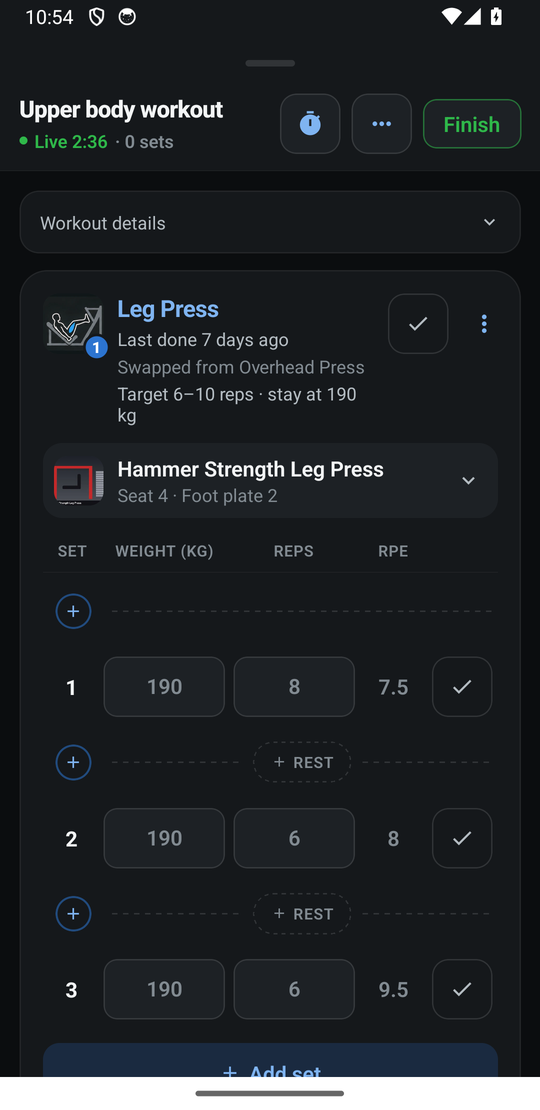 10:54
Upper body workout
Live 2:36 · 0 sets
Finish
Workout details
Leg Press
1
Last done 7 days ago
Swapped from Overhead Press
Target 6–10 reps · stay at 190
kg
Hammer Strength Leg Press
Seat 4 · Foot plate 2
SET WEIGHT (KG) REPS RPE
+
1 190 8 7.5
+ + REST
2 190 6 8
+ + REST
3 190 6 9.5
+ Add set